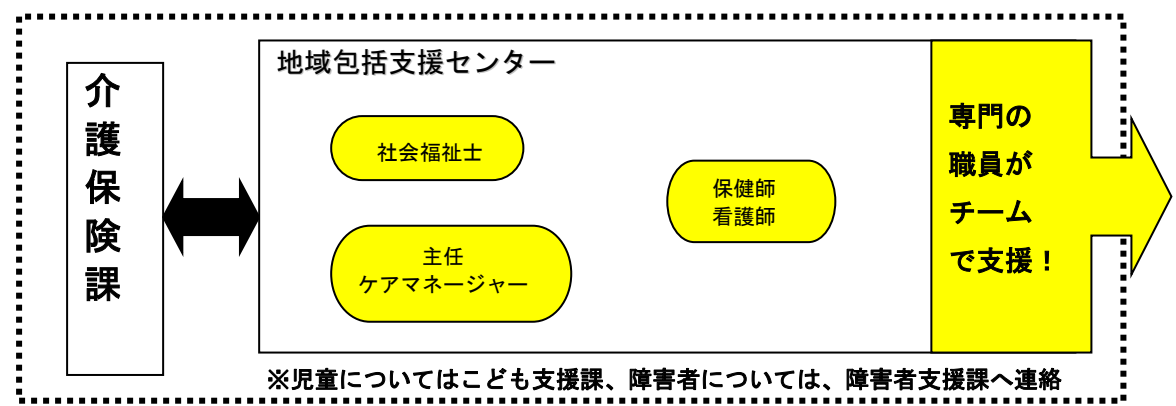 介護保険課
地域包括支援センター
社会福祉士
主任
ケアマネージャー
保健師
看護師
専門の
職員が
チーム
で支援！
※児童についてはこども支援課、障害者については、障害者支援課へ連絡